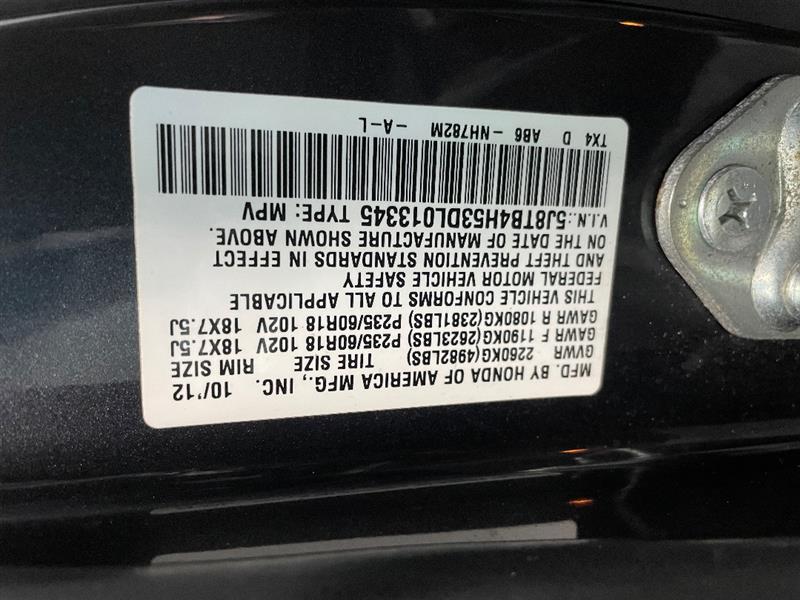 MFD. BY HONDA OF AMERICA MFG., INC. 10/'12
GVWR 2260KG(4982LBS) TIRE SIZE RIM SIZE
GAWR F 1190KG(2623LBS) P235/60R18 102V 18X7.5J
GAWR R 1080KG(2381LBS) P235/60R18 102V 18X7.5J
THIS VEHICLE CONFORMS TO ALL APPLICABLE
FEDERAL MOTOR VEHICLE SAFETY
AND THEFT PREVENTION STANDARDS IN EFFECT
ON THE DATE OF MANUFACTURE SHOWN ABOVE.
V.I.N.:5J8TB4H53DL013345 TYPE: MPV
TX4 D AB6 -NH782M -A-L